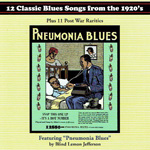 12 Classic Blues Songs from the 1920's
Plus 11 Post War Rarities
PNEUMONIA BLUES
Featuring "Pneumonia Blues"
by Blind Lemon Jefferson